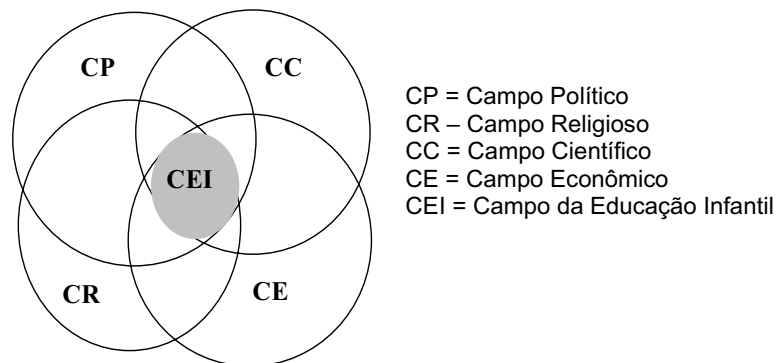 CP
CC
CEI
CR
CE
CP = Campo Político
CR – Campo Religioso
CC = Campo Científico
CE = Campo Econômico
CEI = Campo da Educação Infantil